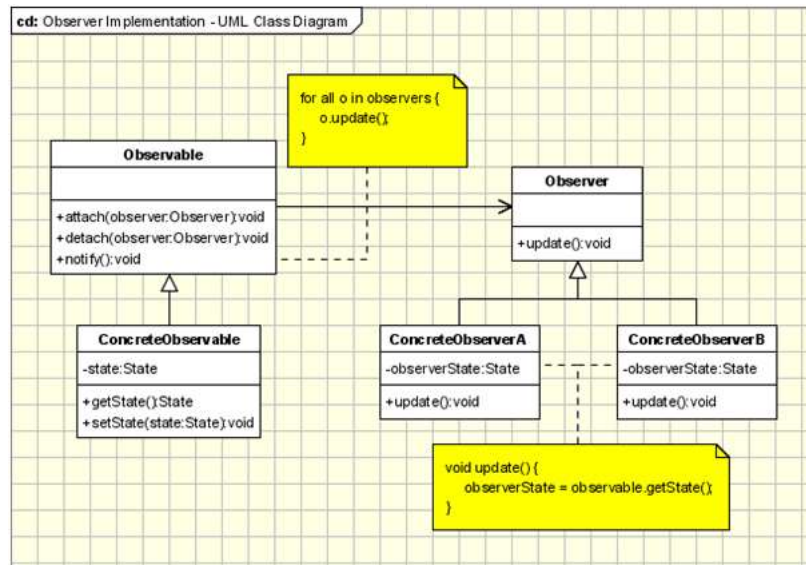 cd: Observer Implementation - UML Class Diagram
for all o in observers {
o.update();
}
Observable
+attach(observer:Observer):void
+detach(observer:Observer):void
+notify():void
Observer
+update():void
ConcreteObservable
-state:State
+getState():State
+setState(state:State):void
ConcreteObserverA
-observerState:State
+update():void
ConcreteObserverB
-observerState:State
+update():void
void update() {
observerState = observable.getState();
}